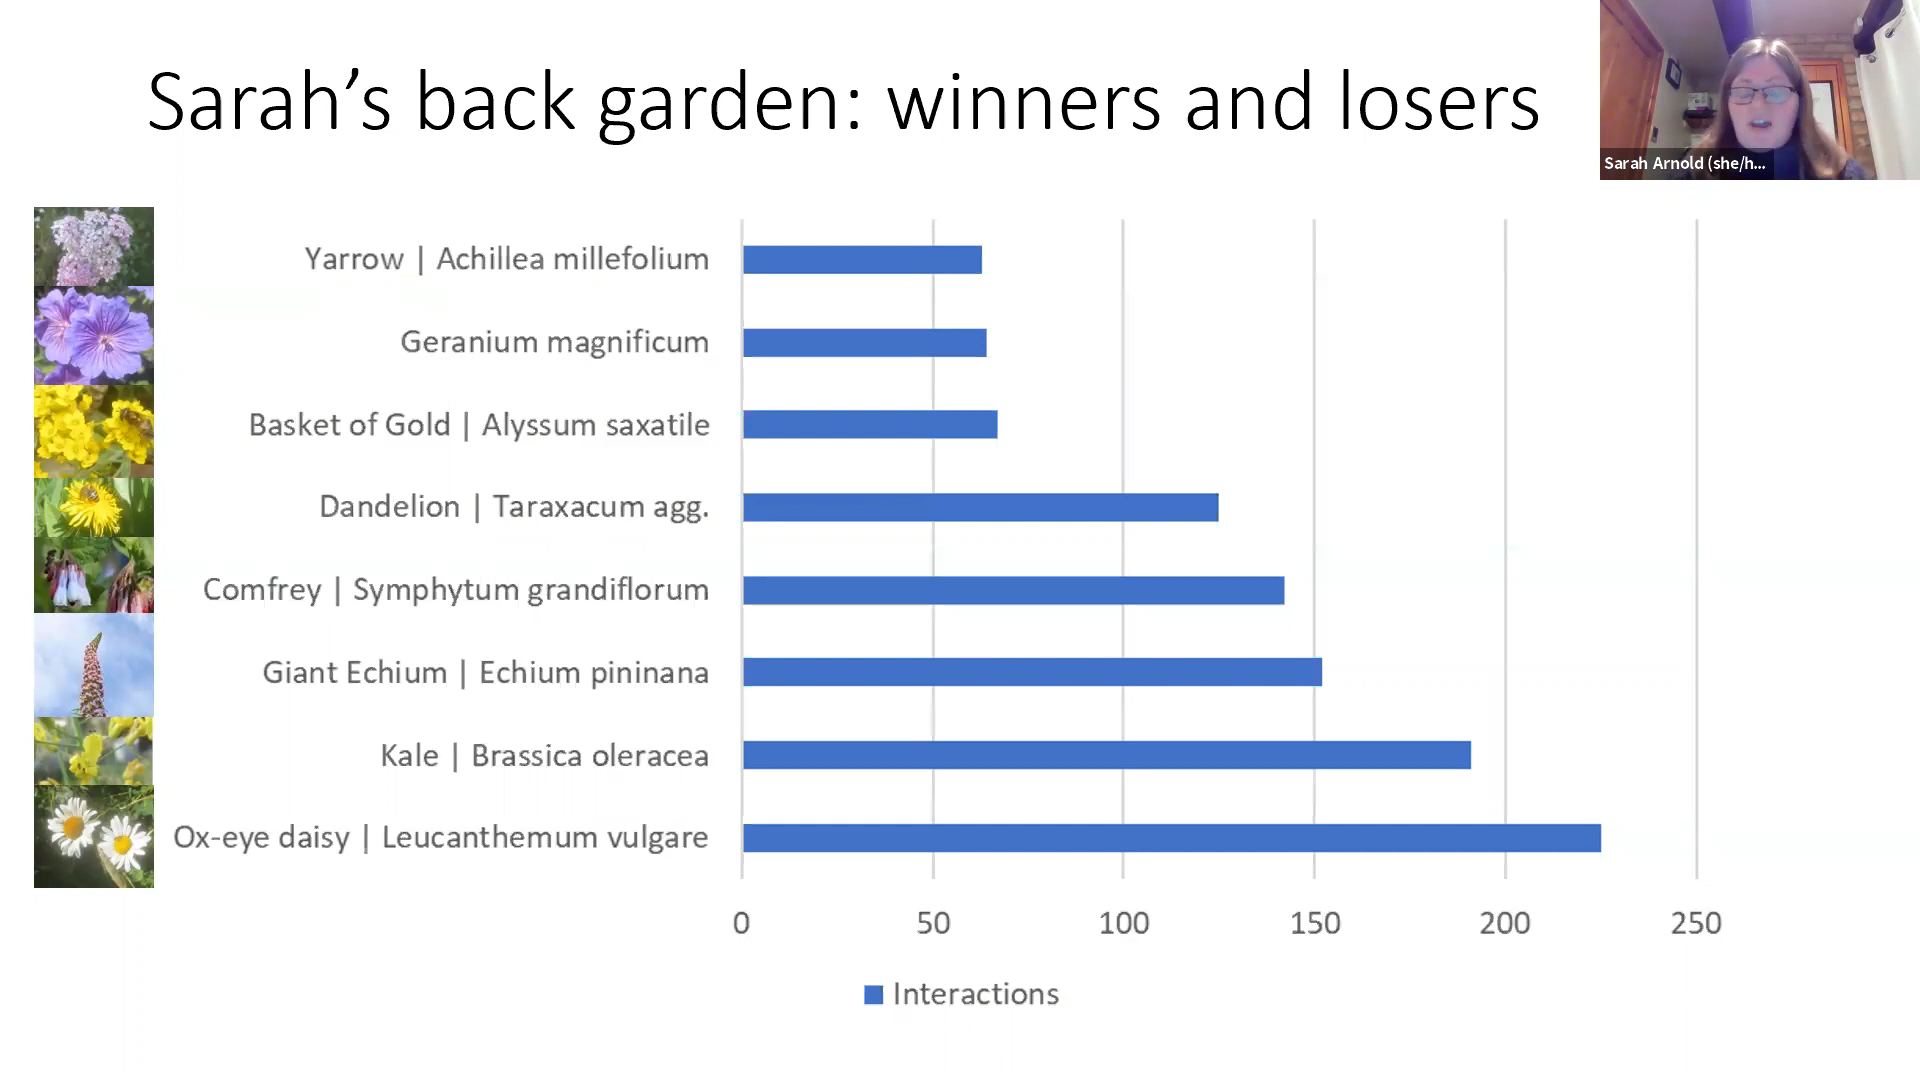 Sarah's back garden: winners and losers
Sarah Arnold (she/h...
Yarrow | Achillea millefolium
Geranium magnificum
Basket of Gold | Alyssum saxatile
Dandelion | Taraxacum agg.
Comfrey | Symphytum grandiflorum
Giant Echium | Echium pininana
Kale | Brassica oleracea
Ox-eye daisy | Leucanthemum vulgare
0 50 100 150 200 250
Interactions